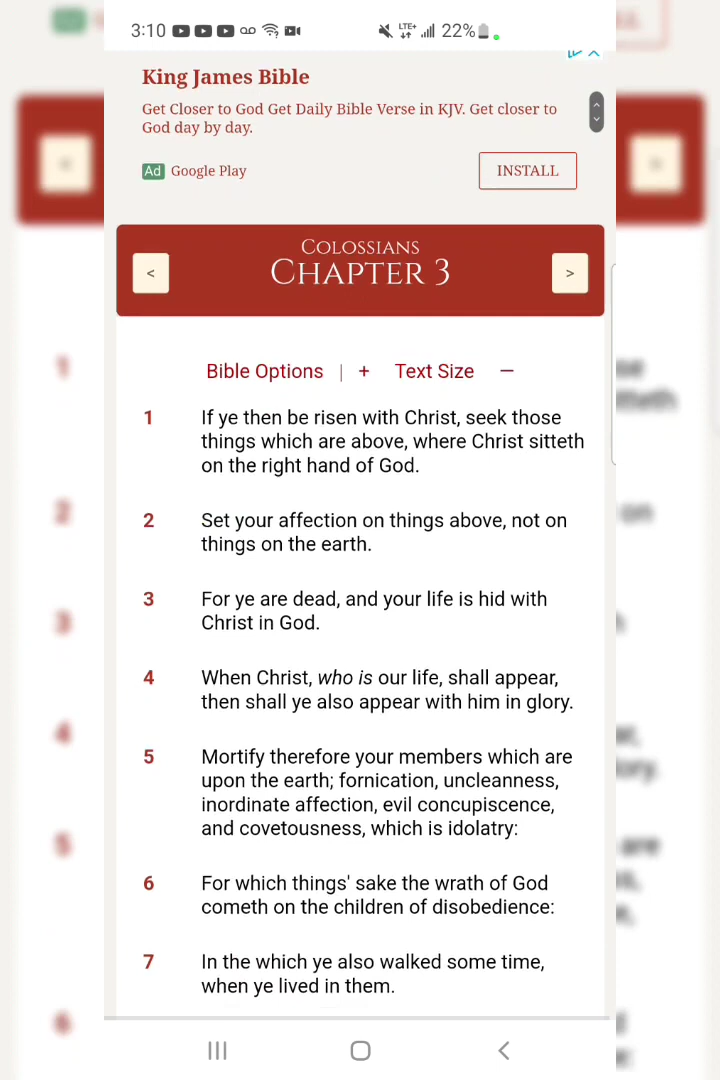 3:10 LTE+ 22%
King James Bible
Get Closer to God Get Daily Bible Verse in KJV. Get closer to
God day by day.
Ad Google Play INSTALL
COLOSSIANS
CHAPTER 3
< >
Bible Options | + Text Size —
1 If ye then be risen with Christ, seek those
things which are above, where Christ sitteth
on the right hand of God.
2 Set your affection on things above, not on
things on the earth.
3 For ye are dead, and your life is hid with
Christ in God.
4 When Christ, who is our life, shall appear,
then shall ye also appear with him in glory.
5 Mortify therefore your members which are
upon the earth; fornication, uncleanness,
inordinate affection, evil concupiscence,
and covetousness, which is idolatry:
6 For which things' sake the wrath of God
cometh on the children of disobedience:
7 In the which ye also walked some time,
when ye lived in them.